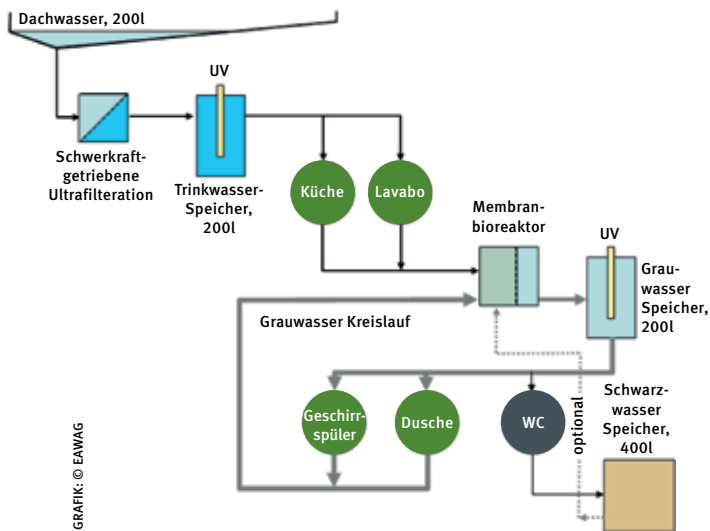 Dachwasser, 200l
UV
Schwerkraft-
getriebene
Ultrafilteration
Trinkwasser-
Speicher,
200l
Küche
Lavabo
Membran-
bioreaktor
UV
Grau-
wasser
Speicher,
200l
Grauwasser Kreislauf
Geschirr-
spüler
Dusche
WC
optional
Schwarz-
wasser
Speicher,
400l
GRAFIK: © EAWAG